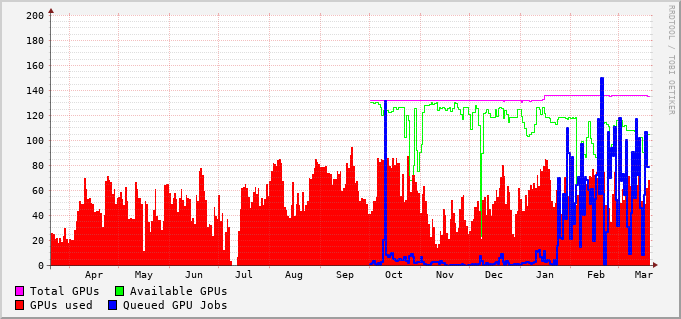 200
180
160
140
120
100
80
60
40
20
0
Apr May Jun Jul Aug Sep Oct Nov Dec Jan Feb Mar
Total GPUs Available GPUs
GPUs used Queued GPU Jobs
RRDTOOL / TOBI OETIKER